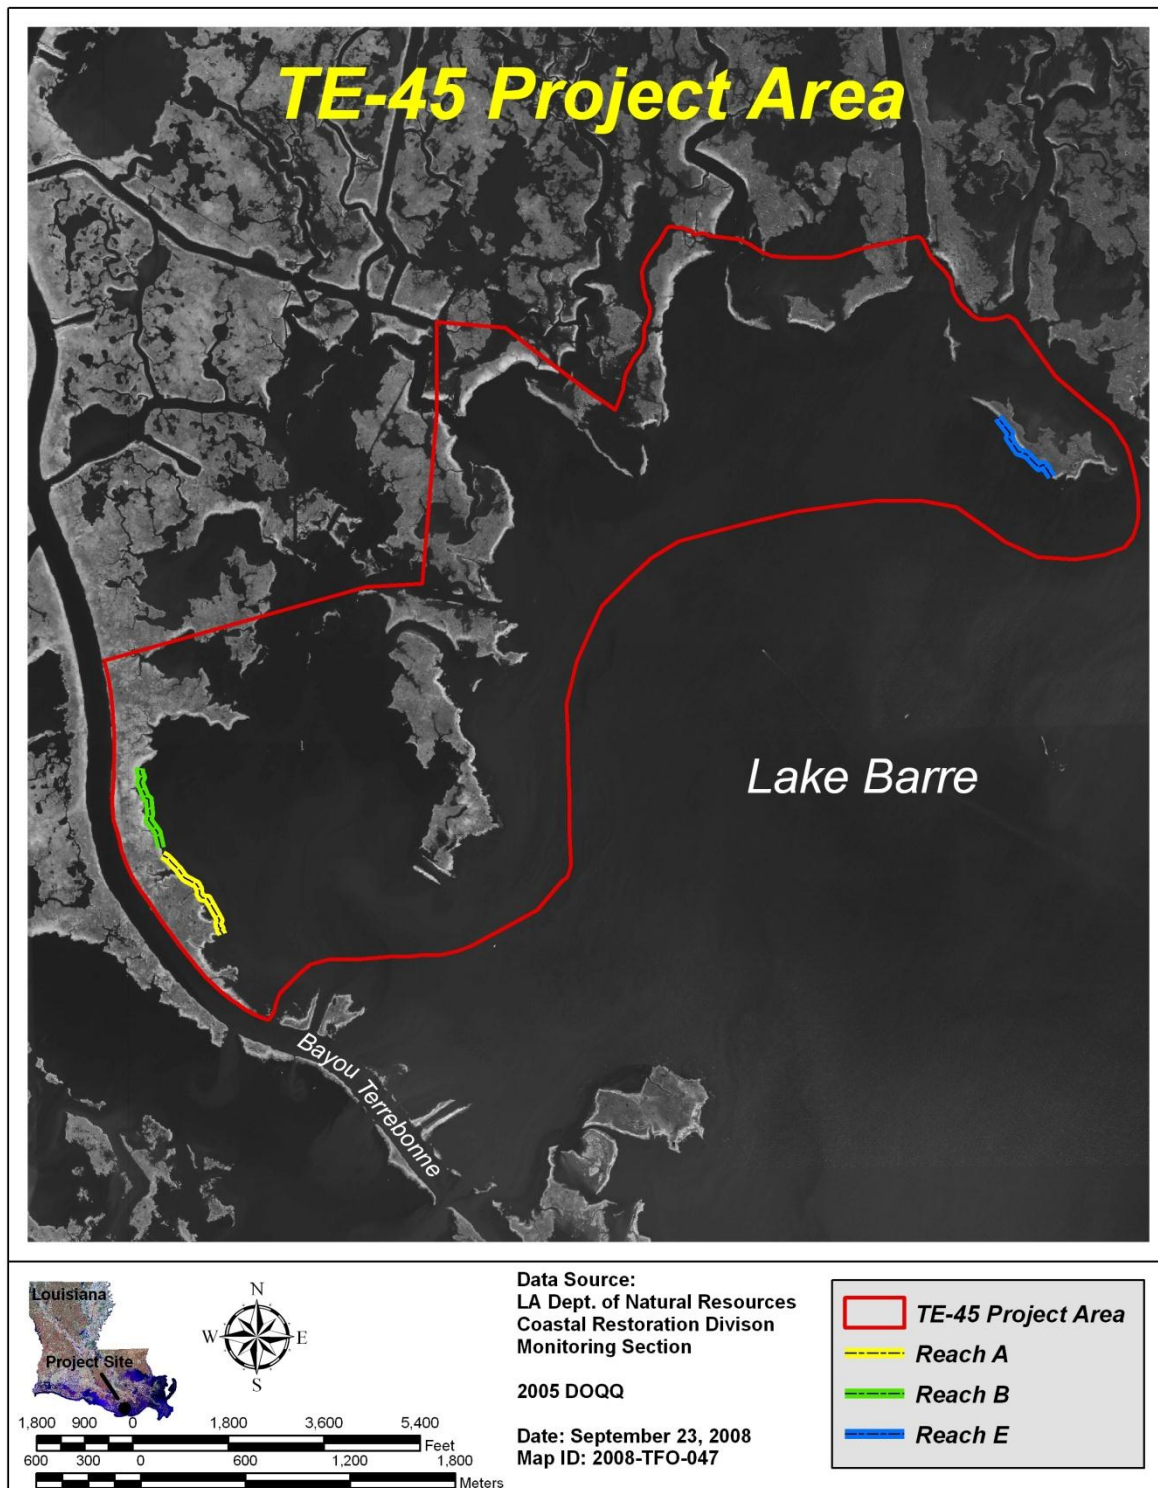 TE-45 Project Area
Lake Barre
Bayou Terrebonne
Louisiana
Project Site
N
W E
S
1,800 900 0 1,800 3,600 5,400
Feet
600 300 0 600 1,200 1,800
Meters
Data Source:
LA Dept. of Natural Resources
Coastal Restoration Divison
Monitoring Section
2005 DOQQ
Date: September 23, 2008
Map ID: 2008-TFO-047
TE-45 Project Area
Reach A
Reach B
Reach E